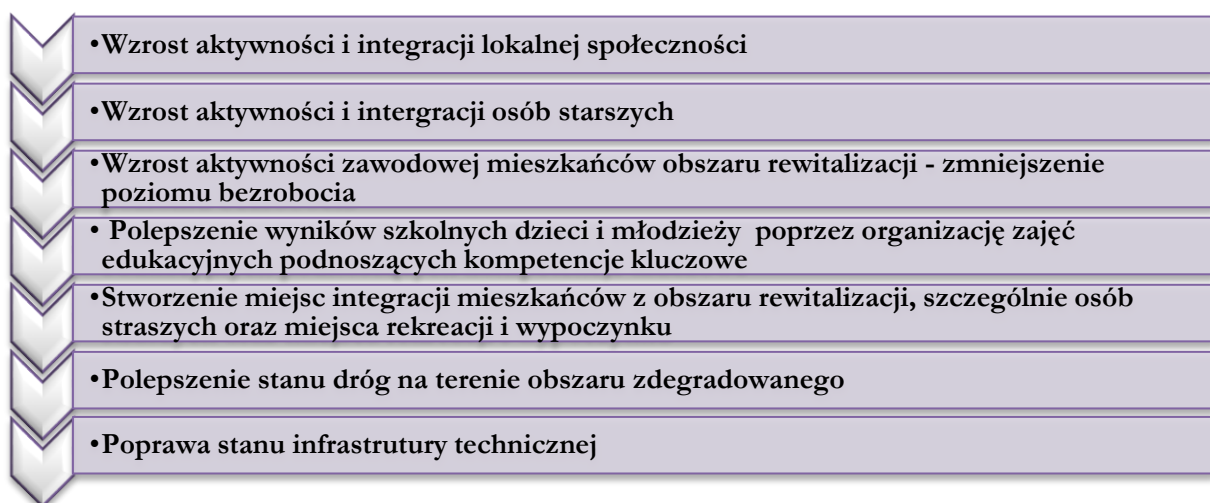 •Wzrost aktywności i integracji lokalnej społeczności
•Wzrost aktywności i intergracji osób starszych
•Wzrost aktywności zawodowej mieszkańców obszaru rewitalizacji - zmniejszenie
poziomu bezrobocia
• Polepszenie wyników szkolnych dzieci i młodzieży poprzez organizację zajęć
edukacyjnych podnoszących kompetencje kluczowe
•Stworzenie miejsc integracji mieszkańców z obszaru rewitalizacji, szczególnie osób
straszych oraz miejsca rekreacji i wypoczynku
•Polepszenie stanu dróg na terenie obszaru zdegradowanego
•Poprawa stanu infrastrutury technicznej